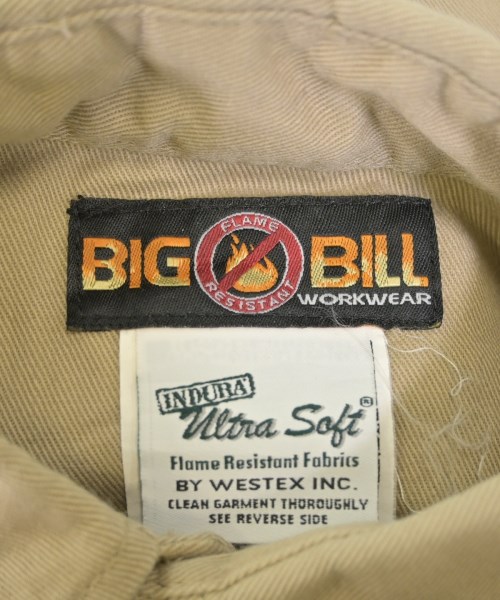 FLAME
BIG BILL
RESISTANT
WORKWEAR
INDURA®
Ultra Soft®
Flame Resistant Fabrics
BY WESTEX INC.
CLEAN GARMENT THOROUGHLY
SEE REVERSE SIDE